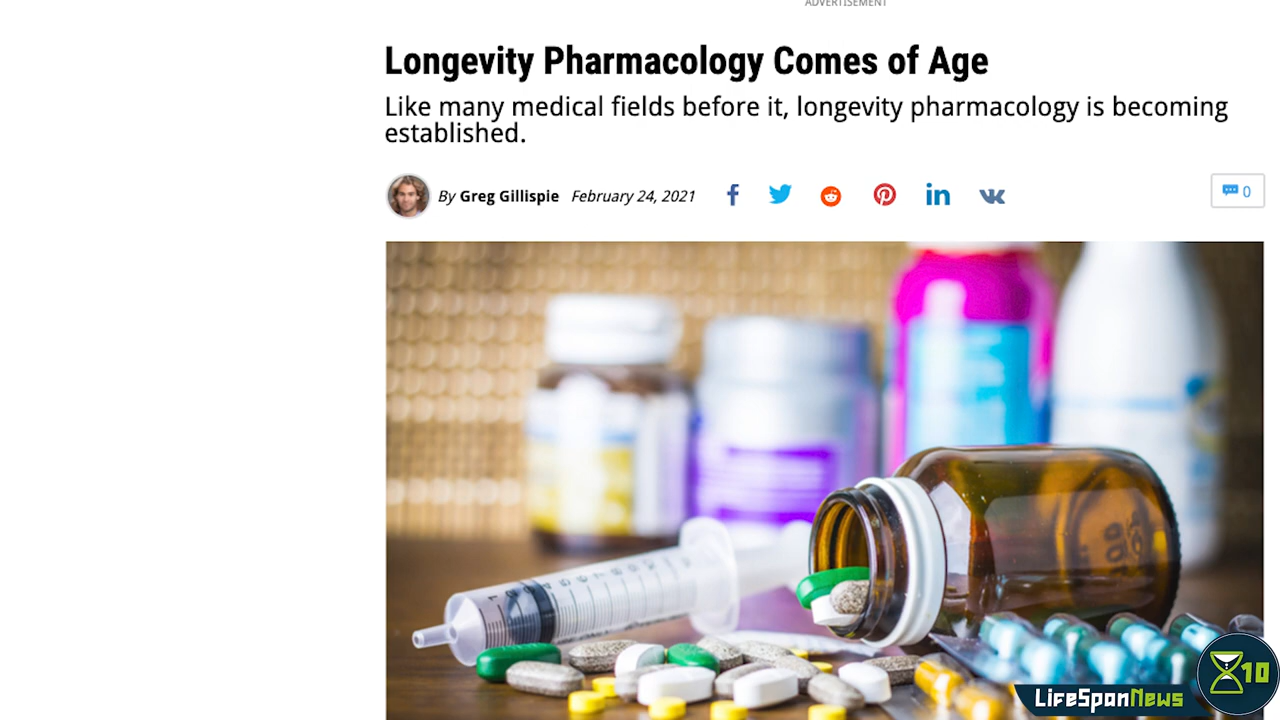 ADVERTISEMENT
Longevity Pharmacology Comes of Age
Like many medical fields before it, longevity pharmacology is becoming
established.
By Greg Gillispie February 24, 2021
0
LifeSpanNews
10